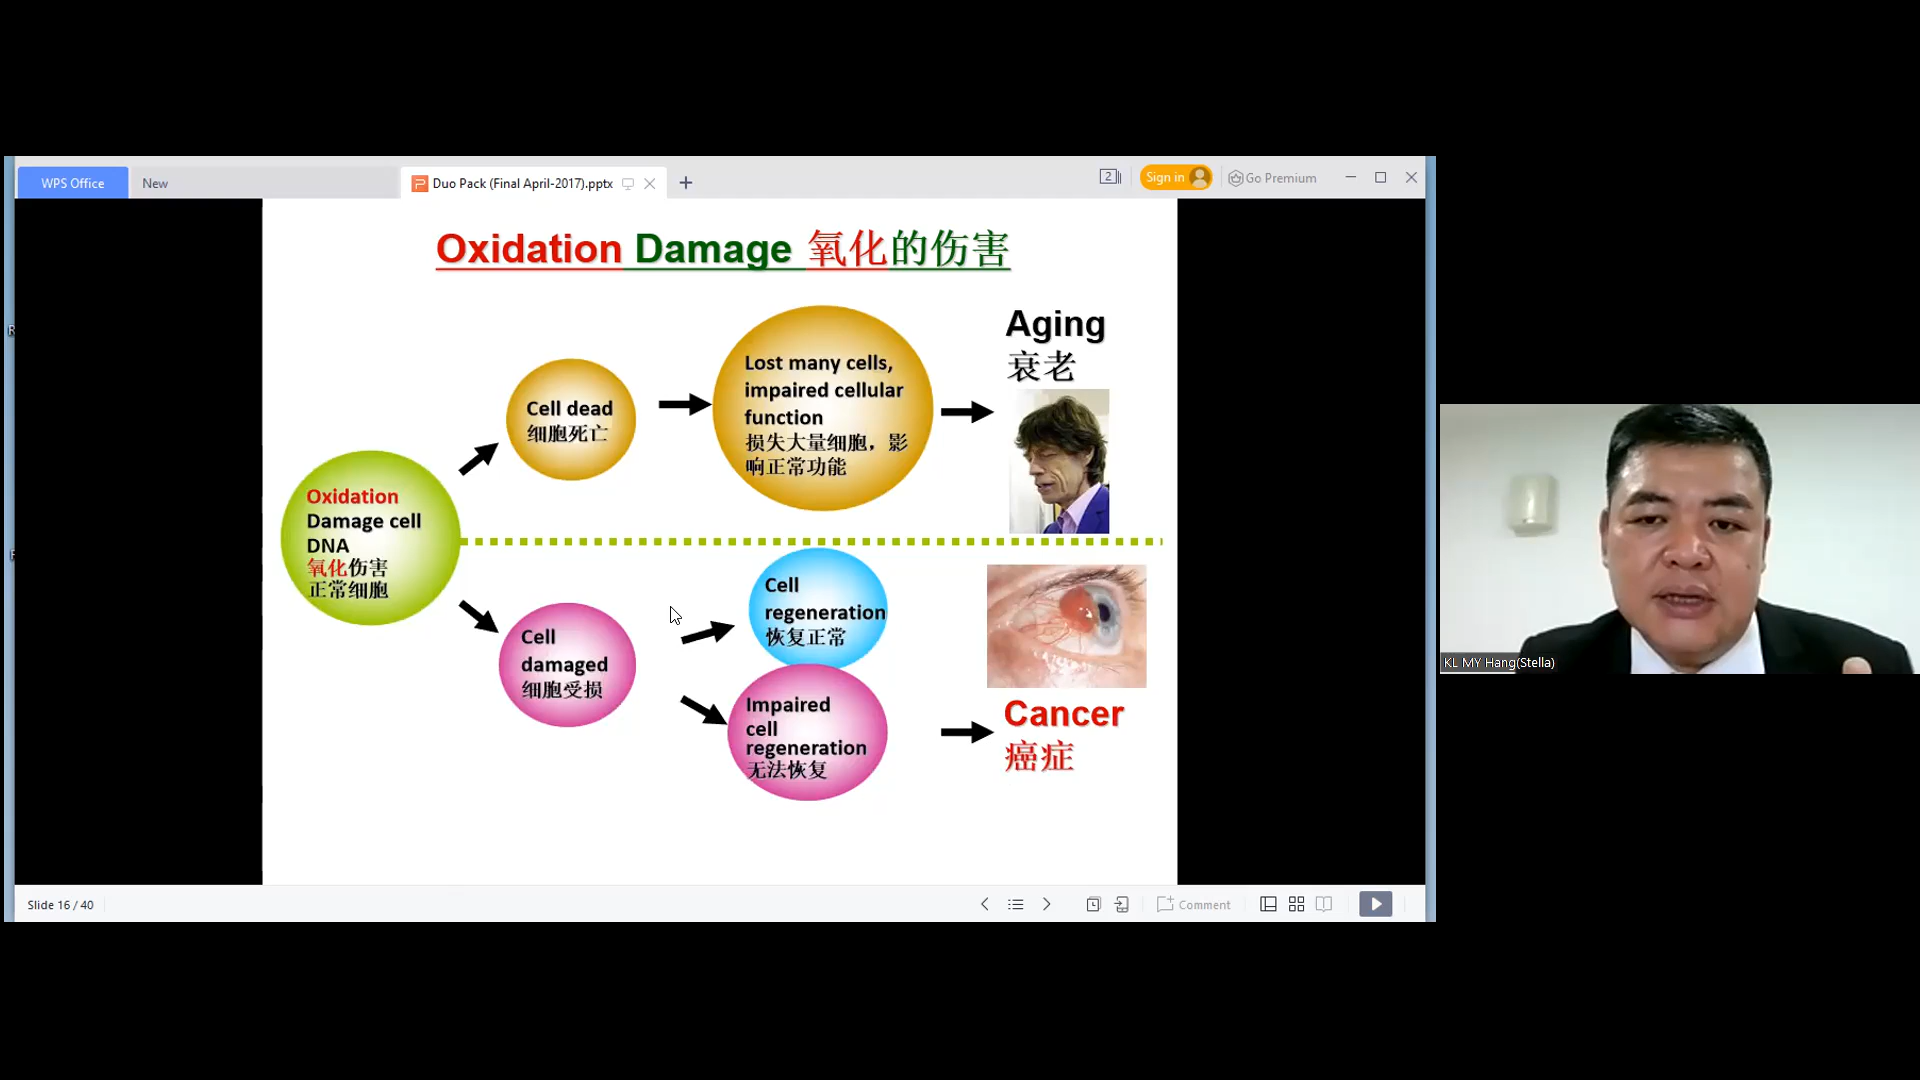 WPS Office
New
Duo Pack (Final April-2017).pptx
2
Sign in
Go Premium
Oxidation Damage 氧化的伤害
Aging
衰老
Lost many cells,
impaired cellular
function
损失大量细胞，影
响正常功能
Cell dead
细胞死亡
Oxidation
Damage cell
DNA
氧化伤害
正常细胞
Cell
regeneration
恢复正常
Cell
damaged
细胞受损
Impaired
cell
regeneration
无法恢复
Cancer
癌症
KL MY Hang(Stella)
Slide 16 / 40
Comment